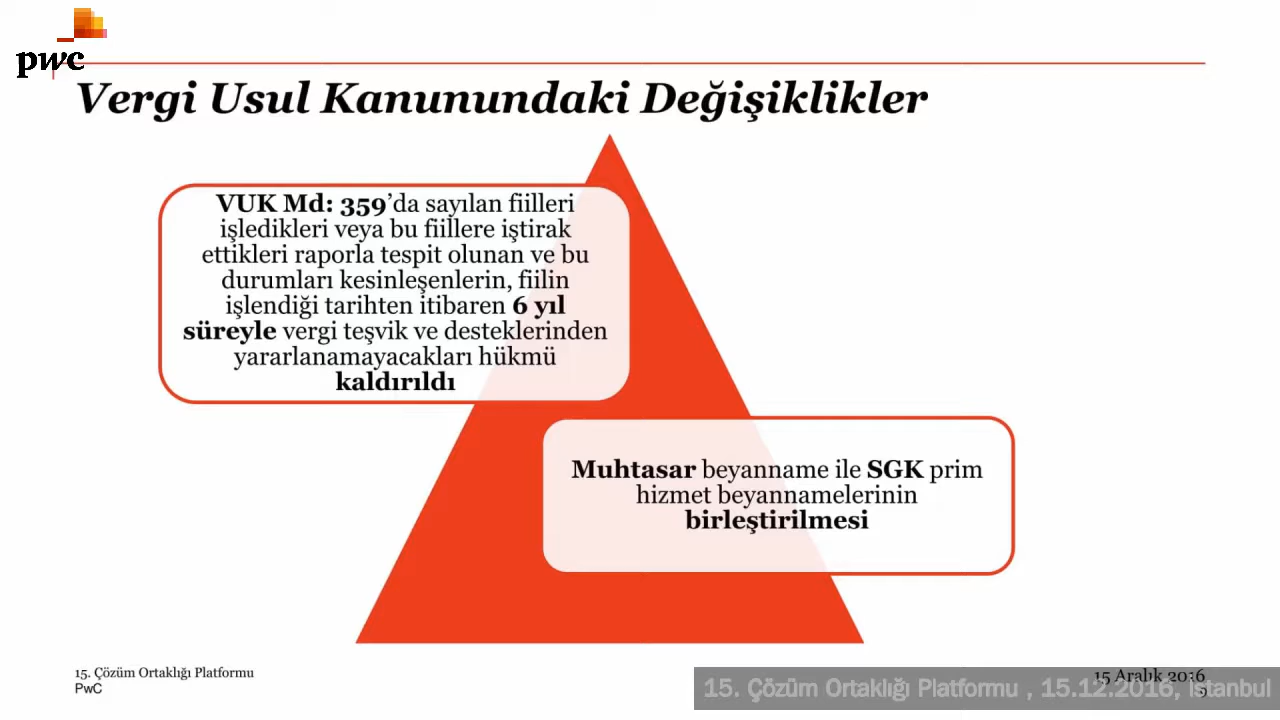 pwc
Vergi Usul Kanunundaki Değişiklikler
VUK Md: 359’da sayılan fiilleri
işledikleri veya bu fiillere iştirak
ettikleri raporla tespit olunan ve bu
durumları kesinleşenlerin, fiilin
işlendiği tarihten itibaren 6 yıl
süreyle vergi teşvik ve desteklerinden
yararlanamayacakları hükmü
kaldırıldı
Muhtasar beyanname ile SGK prim
hizmet beyannamelerinin
birleştirilmesi
15. Çözüm Ortaklığı Platformu
PwC
15 Aralık 2016
15. Çözüm Ortaklığı Platformu , 15.12.2016, İstanbul